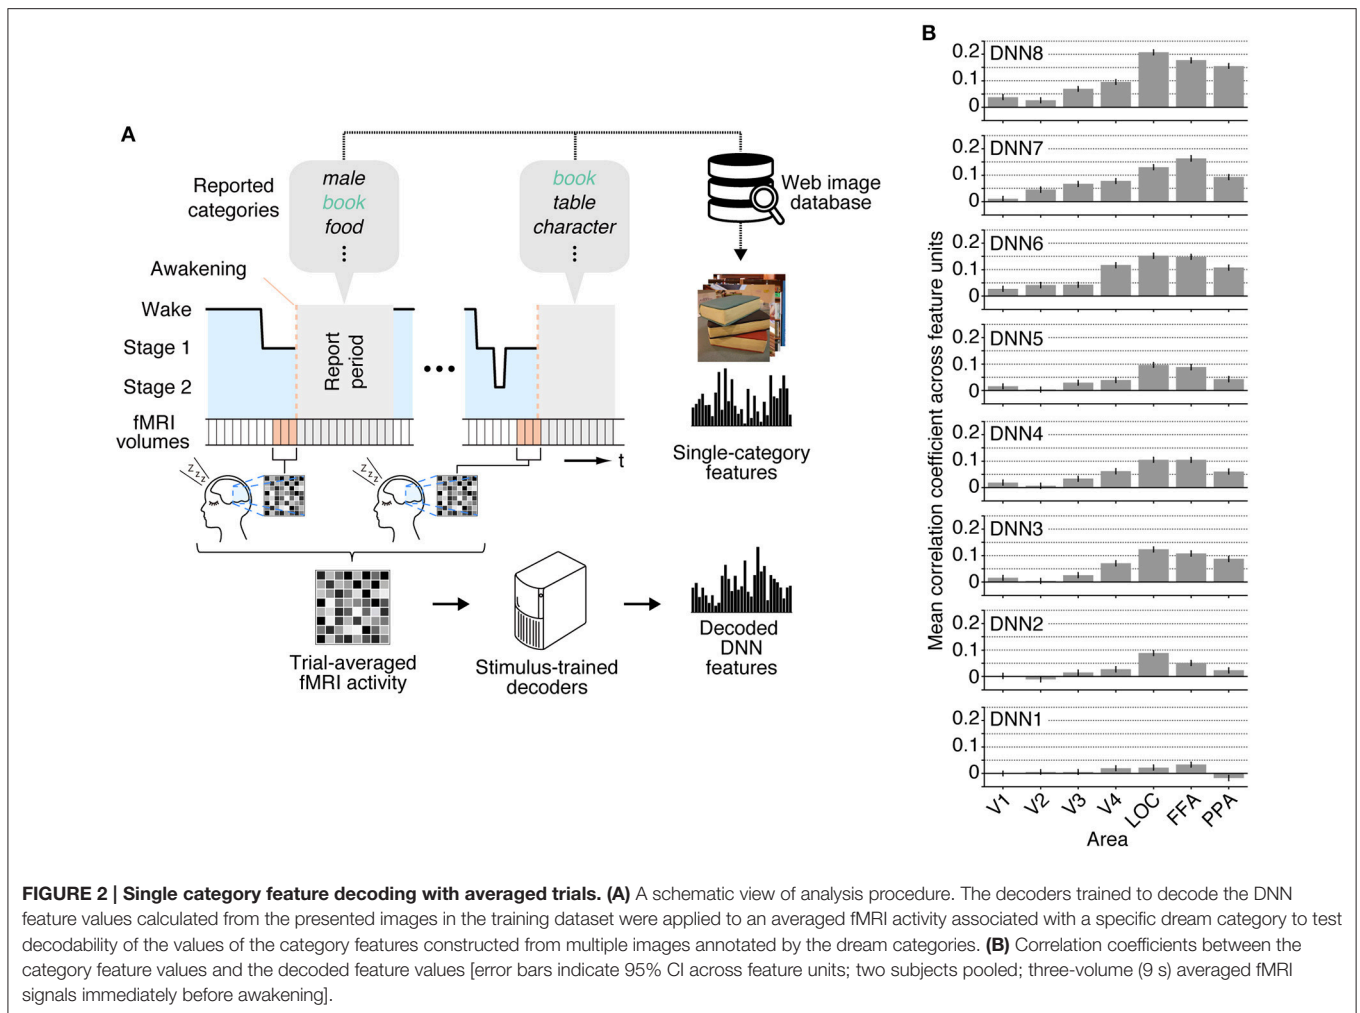 A
Reported
categories
male
book
food
book
table
character
Web image
database
Awakening
Wake
Stage 1
Stage 2
Report
period
fMRI
volumes
t
Single-category
features
z z z
z z z
Trial-averaged
fMRI activity
Stimulus-trained
decoders
Decoded
DNN
features
B
Mean correlation coefficient across feature units
DNN8
0.2
0.1
0
DNN7
0.2
0.1
0
DNN6
0.2
0.1
0
DNN5
0.2
0.1
0
DNN4
0.2
0.1
0
DNN3
0.2
0.1
0
DNN2
0.2
0.1
0
DNN1
0.2
0.1
0
V1 V2 V3 V4 LOC FFA PPA
Area
FIGURE 2 | Single category feature decoding with averaged trials. (A) A schematic view of analysis procedure. The decoders trained to decode the DNN
feature values calculated from the presented images in the training dataset were applied to an averaged fMRI activity associated with a specific dream category to test
decodability of the values of the category features constructed from multiple images annotated by the dream categories. (B) Correlation coefficients between the
category feature values and the decoded feature values [error bars indicate 95% CI across feature units; two subjects pooled; three-volume (9 s) averaged fMRI
signals immediately before awakening].